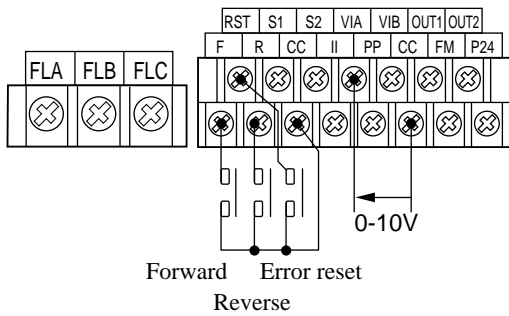 RST S1 S2 VIA VIB OUT1 OUT2
F R CC II PP CC FM P24
FLA FLB FLC
0-10V
Forward Error reset
Reverse